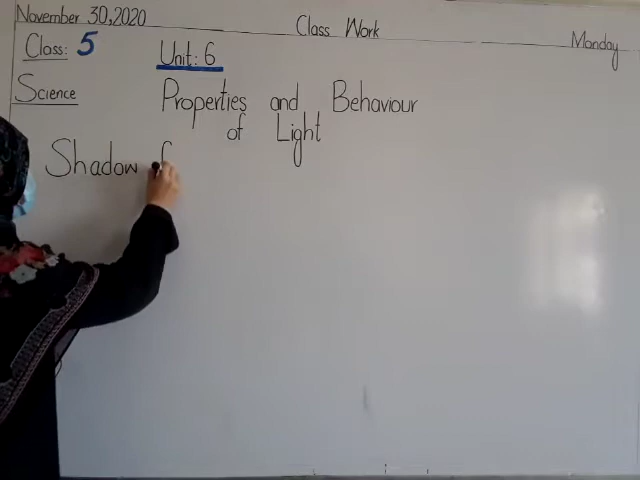 November 30,2020 Class Work Monday
Class: 5 Unit: 6
Science Properties and Behaviour
of Light
Shadow f